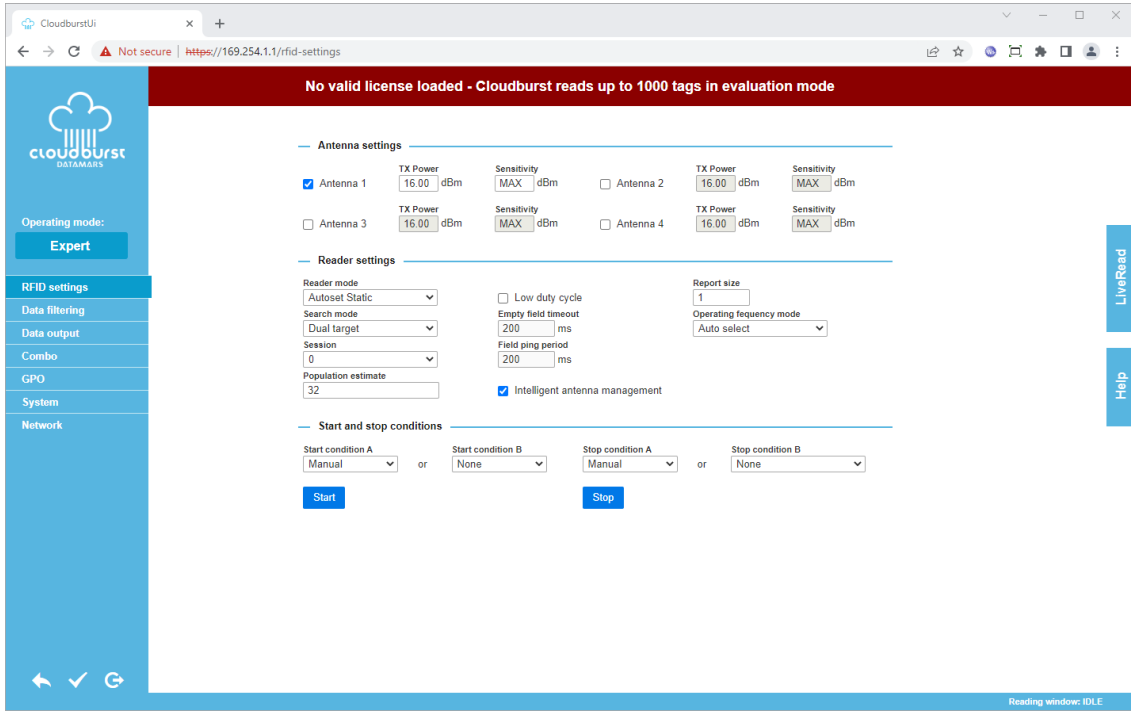 CloudburstUi
Not secure | https://169.254.1.1/rfid-settings
No valid license loaded - Cloudburst reads up to 1000 tags in evaluation mode
cloudburst
DATAMARS
Operating mode:
Expert
RFID settings
Data filtering
Data output
Combo
GPO
System
Network
Antenna settings
TX Power Sensitivity TX Power Sensitivity
Antenna 1 16.00 dBm MAX dBm Antenna 2 16.00 dBm MAX dBm
TX Power Sensitivity TX Power Sensitivity
Antenna 3 16.00 dBm MAX dBm Antenna 4 16.00 dBm MAX dBm
Reader settings
Reader mode Report size
Autoset Static Low duty cycle 1
Search mode Empty field timeout Operating fequency mode
Dual target 200 ms Auto select
Session Field ping period
0 200 ms
Population estimate
32 Intelligent antenna management
Start and stop conditions
Start condition A Start condition B Stop condition A Stop condition B
Manual or None Manual or None
Start Stop
LiveRead
Help
Reading window: IDLE